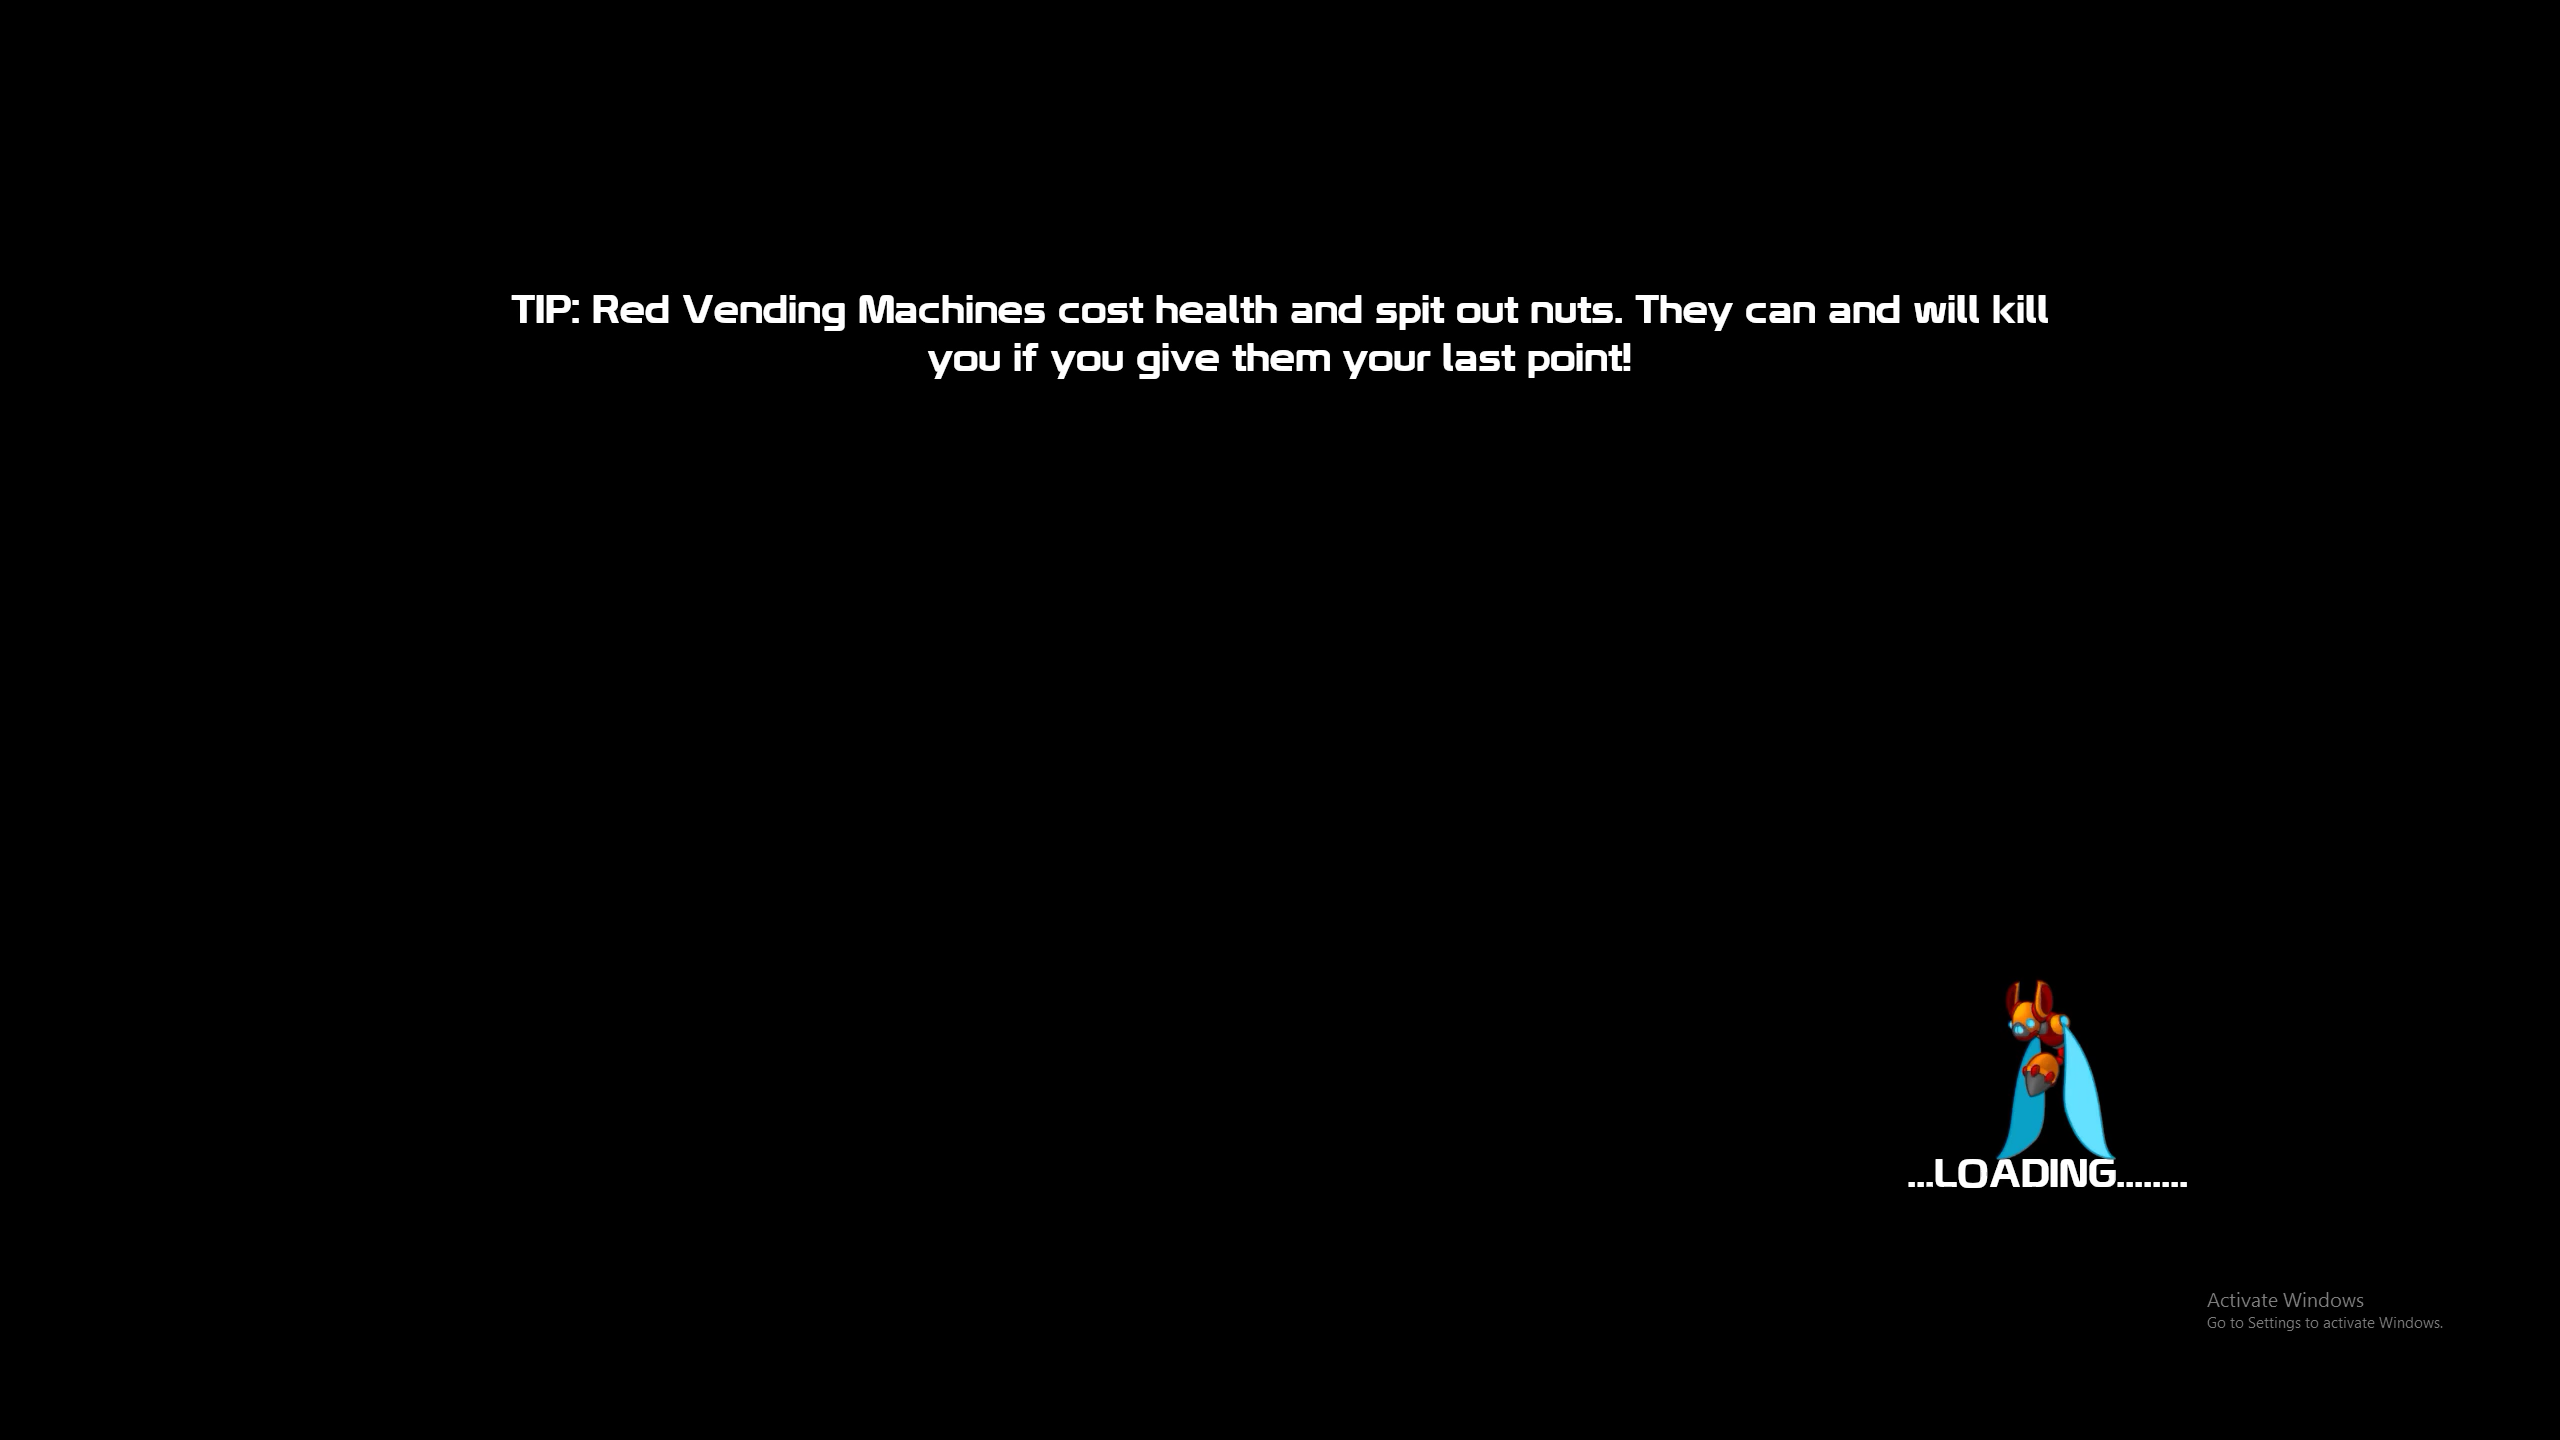 TIP: Red Vending Machines cost health and spit out nuts. They can and will kill
you if you give them your last point!
...LOADING........
Activate Windows
Go to Settings to activate Windows.